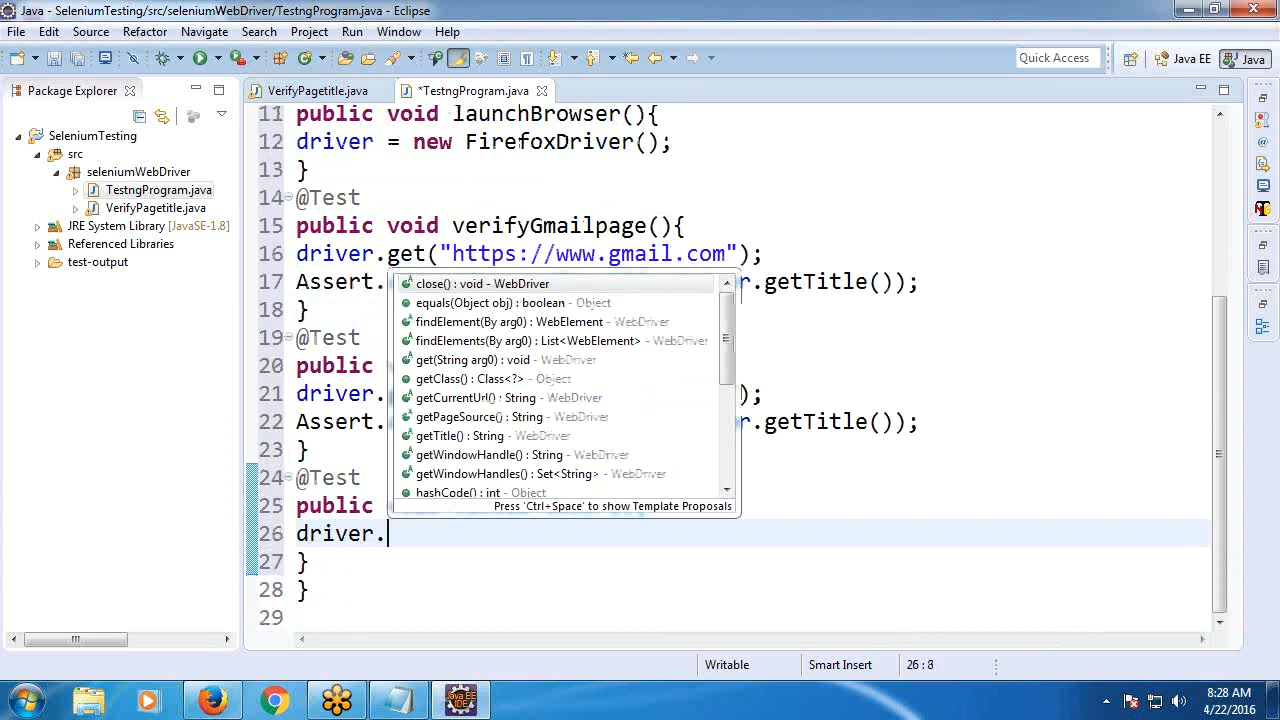 Java - SeleniumTesting/src/seleniumWebDriver/TestngProgram.java - Eclipse
File Edit Source Refactor Navigate Search Project Run Window Help
Quick Access
Java EE
Java
Package Explorer
VerifyPagetitle.java
*TestngProgram.java
SeleniumTesting
src
seleniumWebDriver
TestngProgram.java
VerifyPagetitle.java
JRE System Library [JavaSE-1.8]
Referenced Libraries
test-output
11 public void launchBrowser(){
12 driver = new FirefoxDriver();
13 }
14 @Test
15 public void verifyGmailpage(){
16 driver.get("https://www.gmail.com");
17 Assert. r.getTitle());
18 }
19 @Test
20 public
21 driver. );
22 Assert. r.getTitle());
23 }
24 @Test
25 public
26 driver.
27 }
28 }
29
close() : void - WebDriver
equals(Object obj) : boolean - Object
findElement(By arg0) : WebElement - WebDriver
findElements(By arg0) : List<WebElement> - WebDriver
get(String arg0) : void - WebDriver
getClass() : Class<?> - Object
getCurrentUrl() : String - WebDriver
getPageSource() : String - WebDriver
getTitle() : String - WebDriver
getWindowHandle() : String - WebDriver
getWindowHandles() : Set<String> - WebDriver
hashCode() : int - Object
Press 'Ctrl+Space' to show Template Proposals
Writable
Smart Insert
26 : 8
Java EE
IDE
8:28 AM
4/22/2016